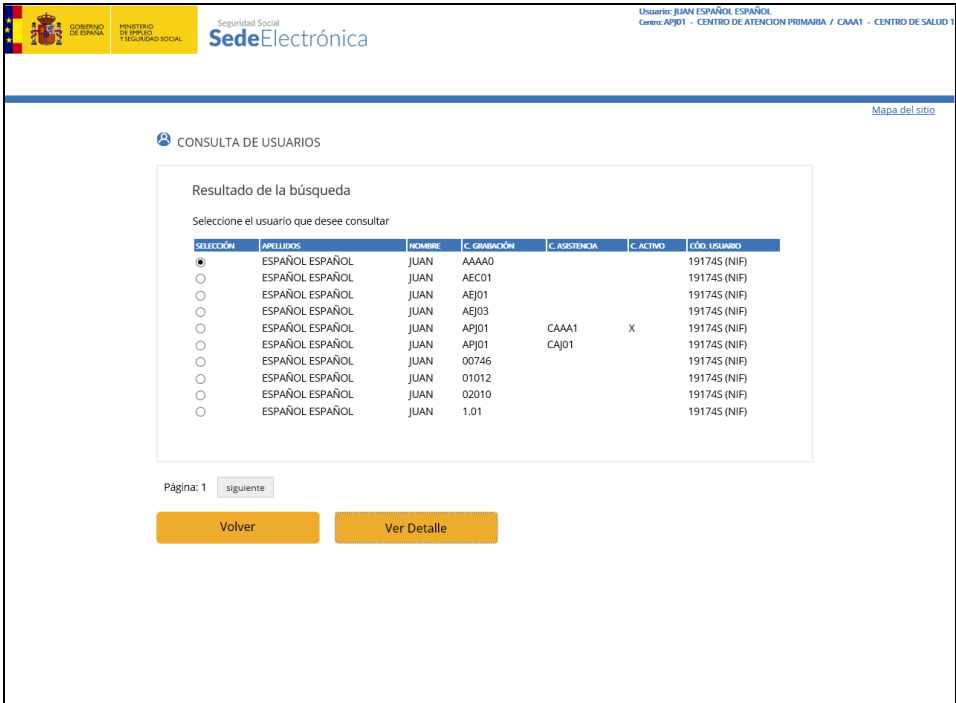 GOBIERNO
DE ESPAÑA
MINISTERIO
DE EMPLEO
Y SEGURIDAD SOCIAL
Seguridad Social
SedeElectrónica
Usuario: JUAN ESPAÑOL ESPAÑOL
Centro: APJ01 - CENTRO DE ATENCION PRIMARIA / CAAA1 - CENTRO DE SALUD 1
Mapa del sitio
CONSULTA DE USUARIOS
Resultado de la búsqueda
Seleccione el usuario que desee consultar
SELECCIÓN APELLIDOS NOMBRE C. GRABACIÓN C. ASISTENCIA C. ACTIVO CÓD. USUARIO
ESPAÑOL ESPAÑOL JUAN AAAA0 19174S (NIF)
ESPAÑOL ESPAÑOL JUAN AEC01 19174S (NIF)
ESPAÑOL ESPAÑOL JUAN AEJ01 19174S (NIF)
ESPAÑOL ESPAÑOL JUAN AEJ03 19174S (NIF)
ESPAÑOL ESPAÑOL JUAN APJ01 CAAA1 X 19174S (NIF)
ESPAÑOL ESPAÑOL JUAN APJ01 CAJ01 19174S (NIF)
ESPAÑOL ESPAÑOL JUAN 00746 19174S (NIF)
ESPAÑOL ESPAÑOL JUAN 01012 19174S (NIF)
ESPAÑOL ESPAÑOL JUAN 02010 19174S (NIF)
ESPAÑOL ESPAÑOL JUAN 1.01 19174S (NIF)
Página: 1 siguiente
Volver Ver Detalle